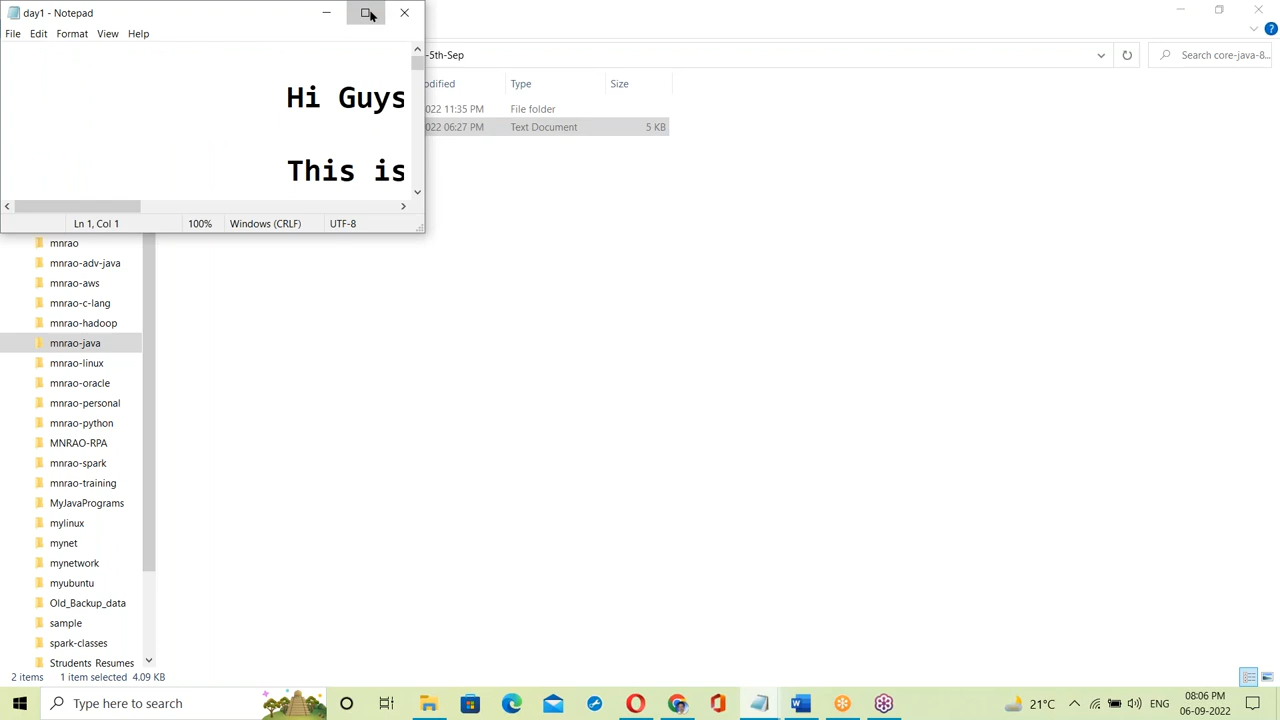 day1 - Notepad
File Edit Format View Help
Hi Guys
This is
Ln 1, Col 1 100% Windows (CRLF) UTF-8
-5th-Sep
Search core-java-8...
odified Type Size
022 11:35 PM File folder
022 06:27 PM Text Document 5 KB
mnrao
mnrao-adv-java
mnrao-aws
mnrao-c-lang
mnrao-hadoop
mnrao-java
mnrao-linux
mnrao-oracle
mnrao-personal
mnrao-python
MNRAO-RPA
mnrao-spark
mnrao-training
MyJavaPrograms
mylinux
mynet
mynetwork
myubuntu
Old_Backup_data
sample
spark-classes
Strudents Resumes
2 items 1 item selected 4.09 KB
Type here to search
21°C
ENG
08:06 PM
06-09-2022